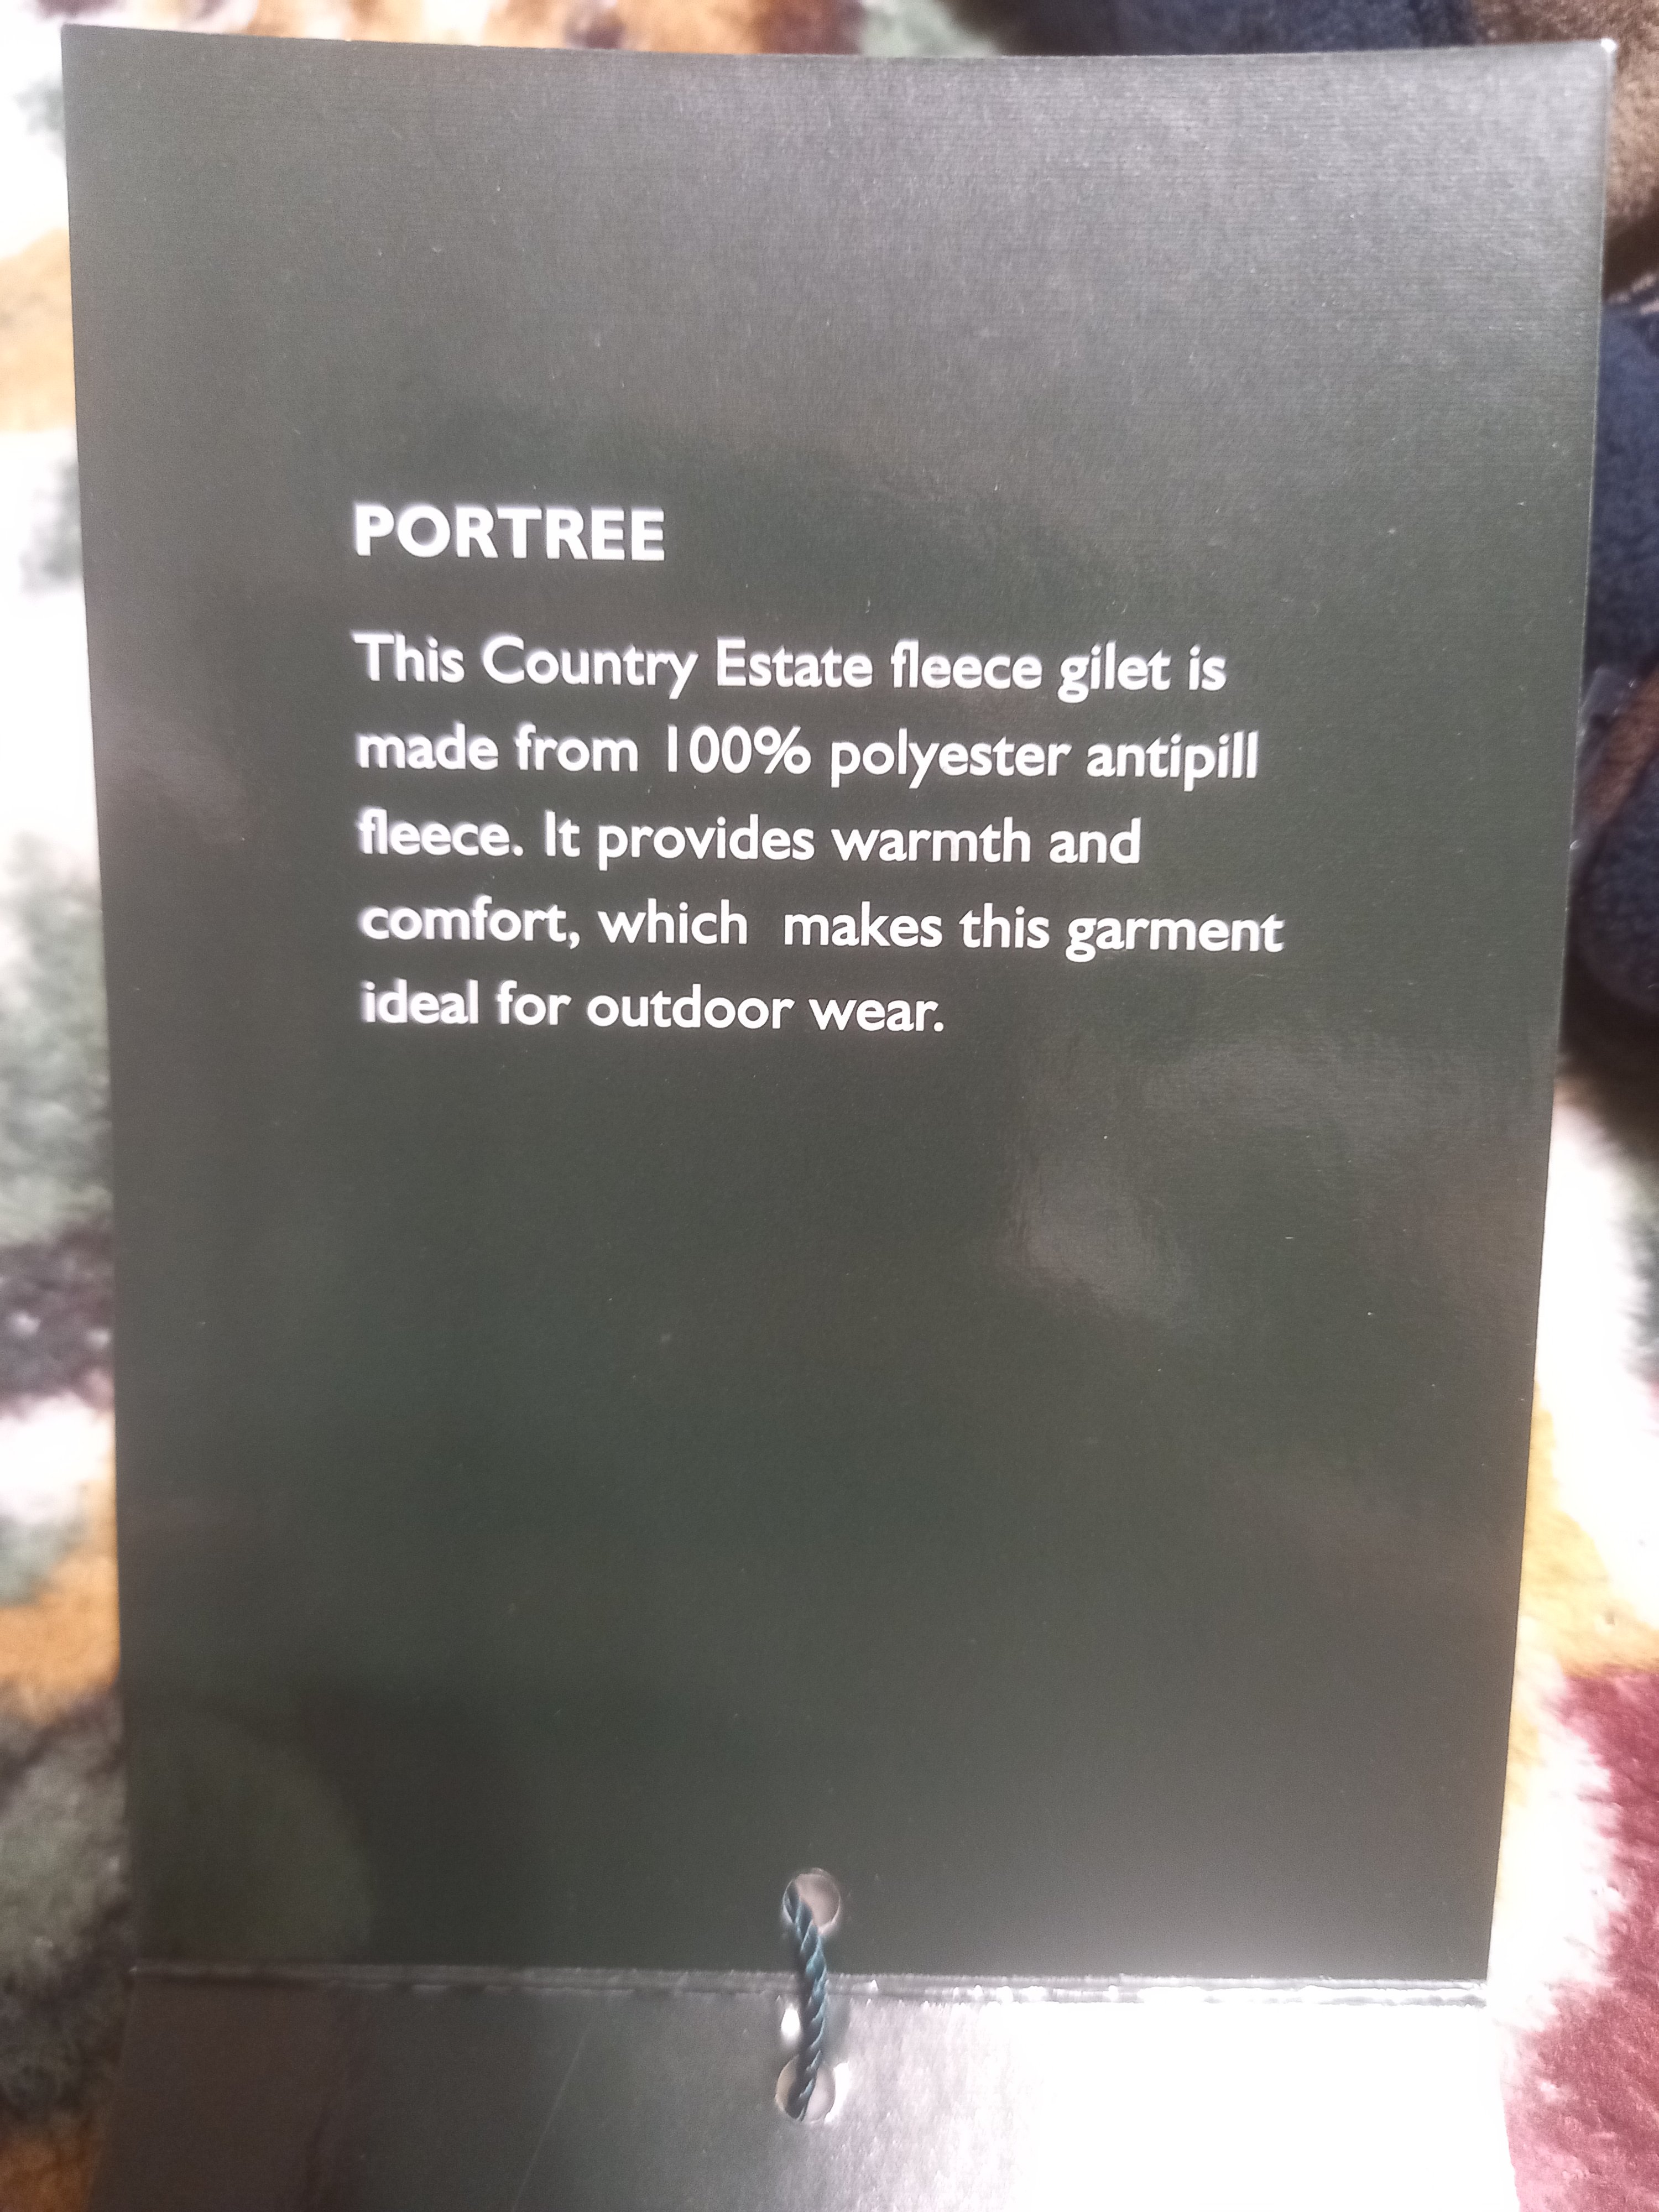 PORTREE
This Country Estate fleece gilet is
made from 100% polyester antipill
fleece. It provides warmth and
comfort, which  makes this garment
ideal for outdoor wear.